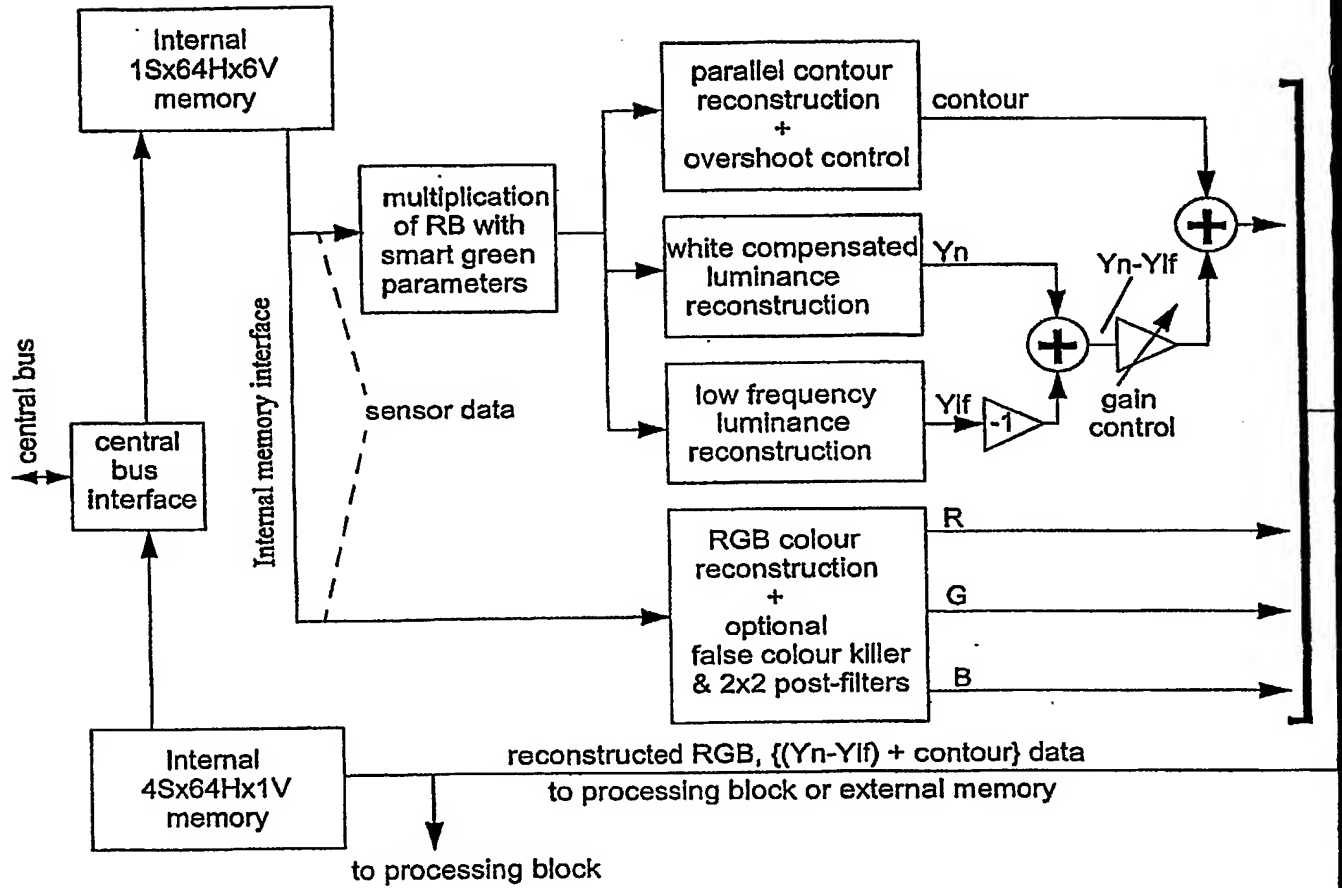 Internal
1Sx64Hx6V
memory
parallel contour
reconstruction
+
overshoot control
contour
multiplication
of RB with
smart green
parameters
white compensated
luminance
reconstruction
Yn
+
Yn-Ylf
+
gain
control
low frequency
luminance
reconstruction
Ylf
-1
sensor data
Internal memory interface
central bus
central
bus
interface
RGB colour
reconstruction
+
optional
false colour killer
& 2x2 post-filters
R
G
B
Internal
4Sx64Hx1V
memory
reconstructed RGB, {(Yn-Ylf) + contour} data
to processing block or external memory
to processing block